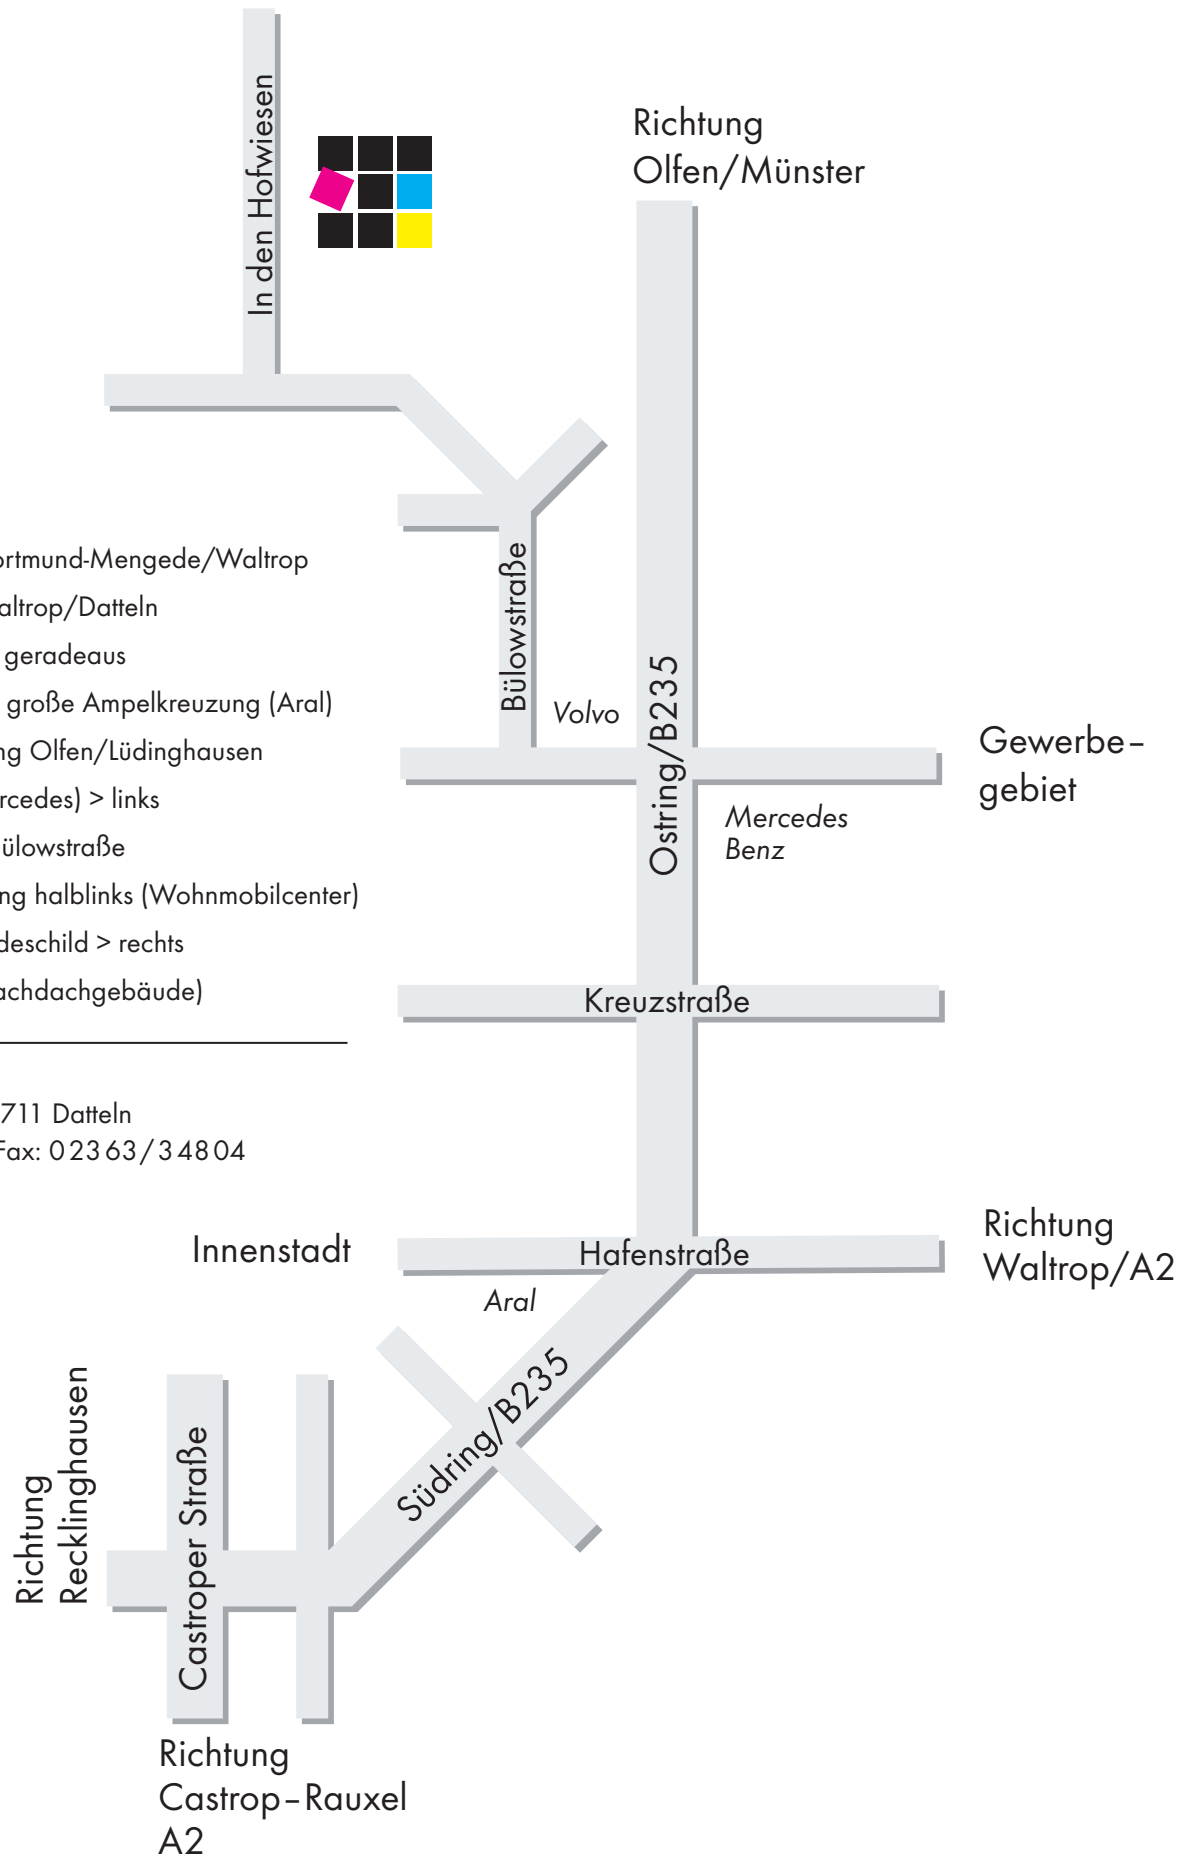 In den Hofwiesen
Richtung
Olfen/Münster
ortmund-Mengede/Waltrop
altrop/Datteln
geradeaus
große Ampelkreuzung (Aral)
ng Olfen/Lüdinghausen
rcedes) > links
ülowstraße
ng halblinks (Wohnmobilcenter)
deschild > rechts
achdachgebäude)
711 Datteln
Fax: 02363/34804
Bülowstraße
Volvo
Ostring/B235
Gewerbe–
gebiet
Mercedes
Benz
Kreuzstraße
Innenstadt
Hafenstraße
Richtung
Waltrop/A2
Aral
Südring/B235
Richtung
Recklinghausen
Castroper Straße
Richtung
Castrop–Rauxel
A2